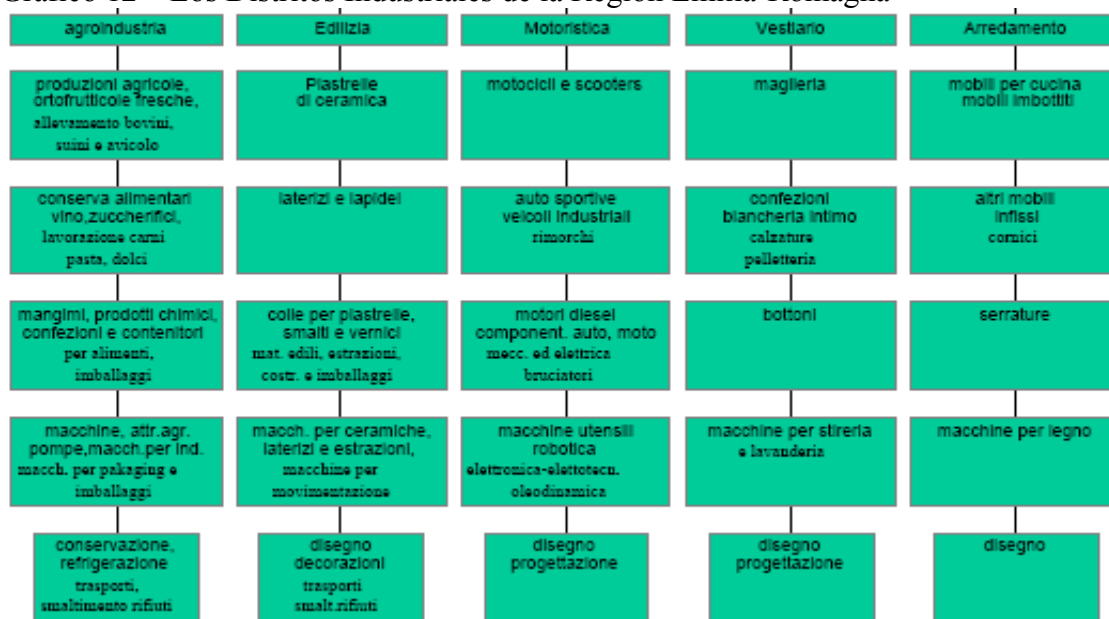 Gráfico 12 – Los Distritos Industriales de la Región Emilia-Romagna
agroindustria
Edilizia
Motoristica
Vestiario
Arredamento
produzioni agricole,
ortofrutticole fresche,
allevamento bovini,
suini e avicolo
Piastrelle
di ceramica
motocicli e scooters
maglieria
mobili per cucina
mobili imbottiti
conserva alimentari
vino,zuccherifici,
lavorazione carni
pasta, dolci
laterizi e lapidei
auto sportive
veicoli industriali
rimorchi
confezioni
biancheria intimo
calzature
pelletteria
altri mobili
infissi
cornici
mangimi, prodotti chimici,
confezioni e contenitori
per alimenti,
imballaggi
colle per piastrelle,
smalti e vernici
mat. edili, estrazioni,
costr. e imballaggi
motori diesel
component. auto, moto
mecc. ed elettrica
bruciatori
bottoni
serrature
macchine, attr.agr.
pompe,macch.per ind.
macch. per pakaging e
imballaggi
macch. per ceramiche,
laterizi e estrazioni,
macchine per
movimentazione
macchine utensili
robotica
elettronica-elettotecn.
oleodinamica
macchine per stireria
e lavanderia
macchine per legno
conservazione,
refrigerazione
trasporti,
smaltimento rifiuti
disegno
decorazioni
trasporti
smalt.rifiuti
disegno
progettazione
disegno
progettazione
disegno